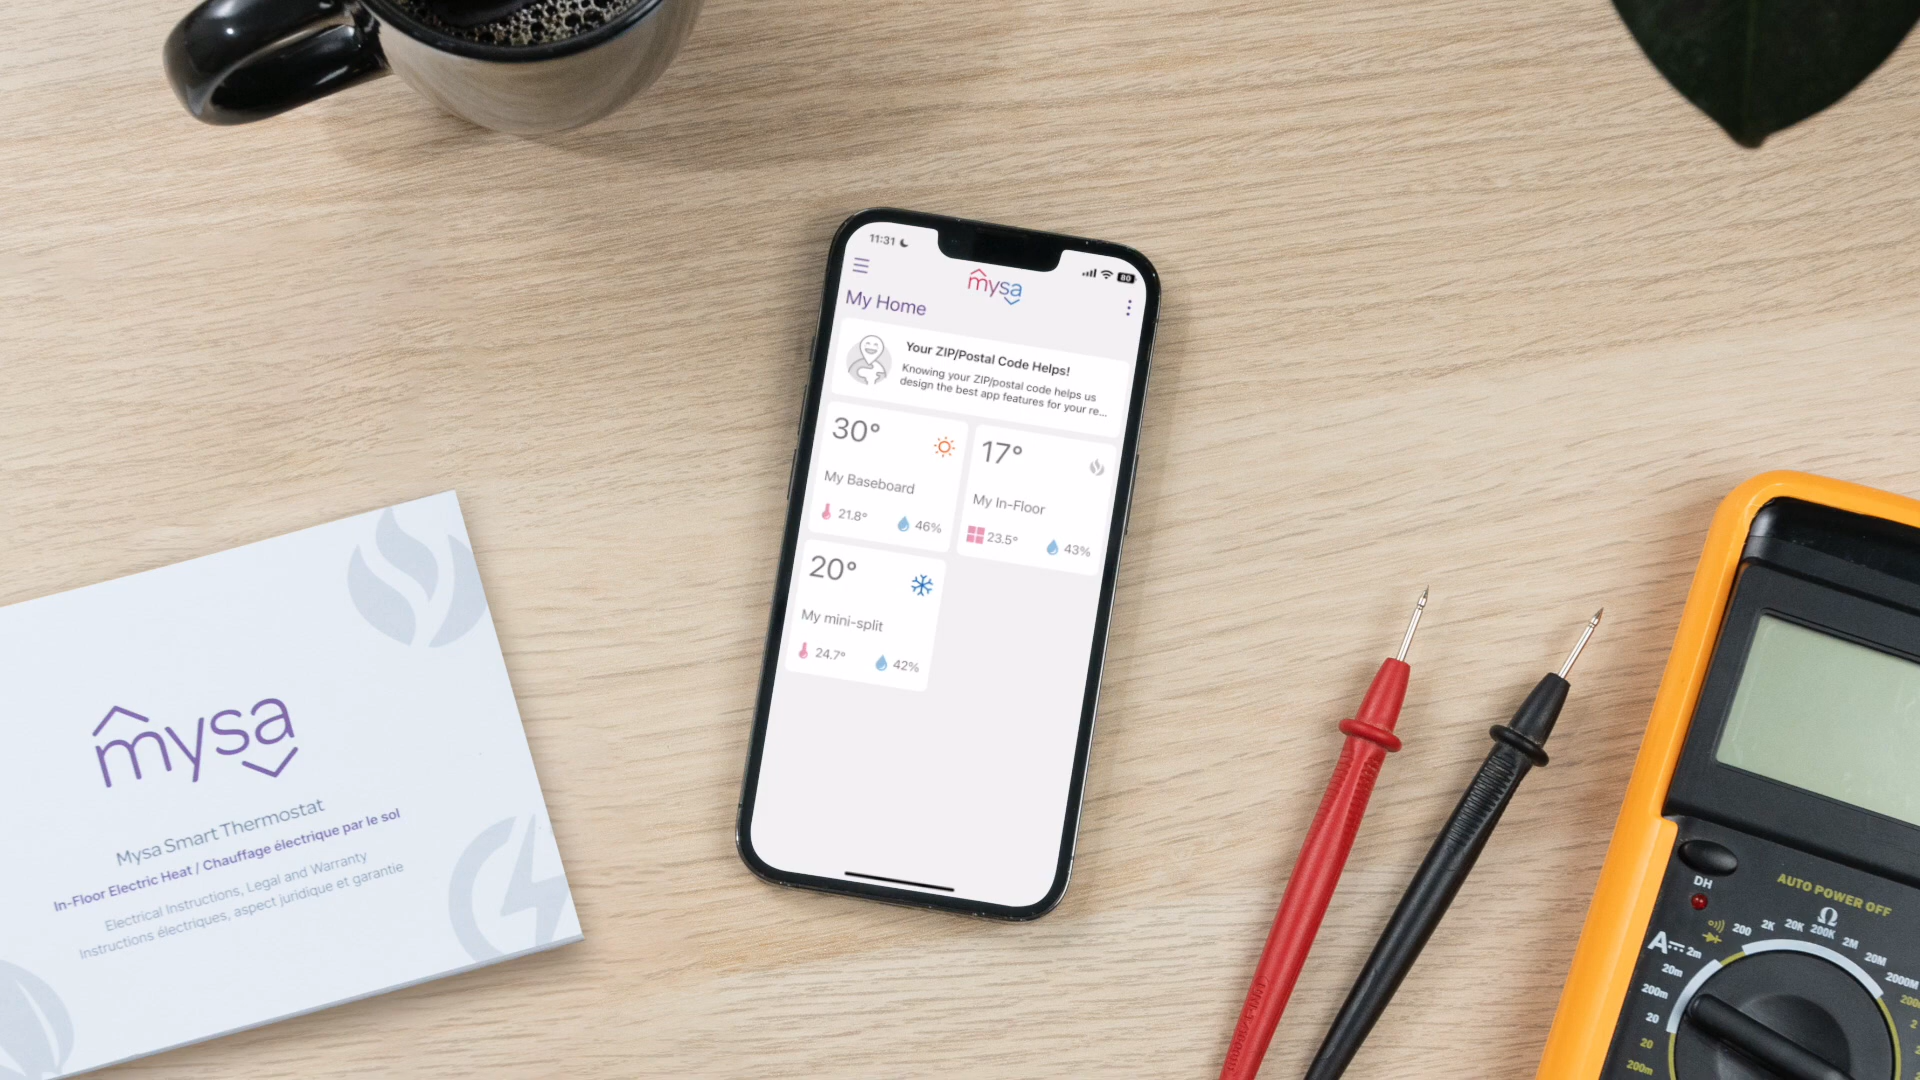 11:31
80
mysa
My Home
Your ZIP/Postal Code Helps!
Knowing your ZIP/postal code helps us
design the best app features for your re...
30°
My Baseboard
21.8°
46%
17°
My In-Floor
23.5°
43%
20°
My mini-split
24.7°
42%
mysa
Mysa Smart Thermostat
In-Floor Electric Heat / Chauffage électrique par le sol
Electrical Instructions, Legal and Warranty
Instructions électriques, aspect juridique et garantie
DH
AUTO POWER OFF
Ω
A
200
2K
20K
200K
2M
20M
2000M
2m
20m
200m
20
20
200m